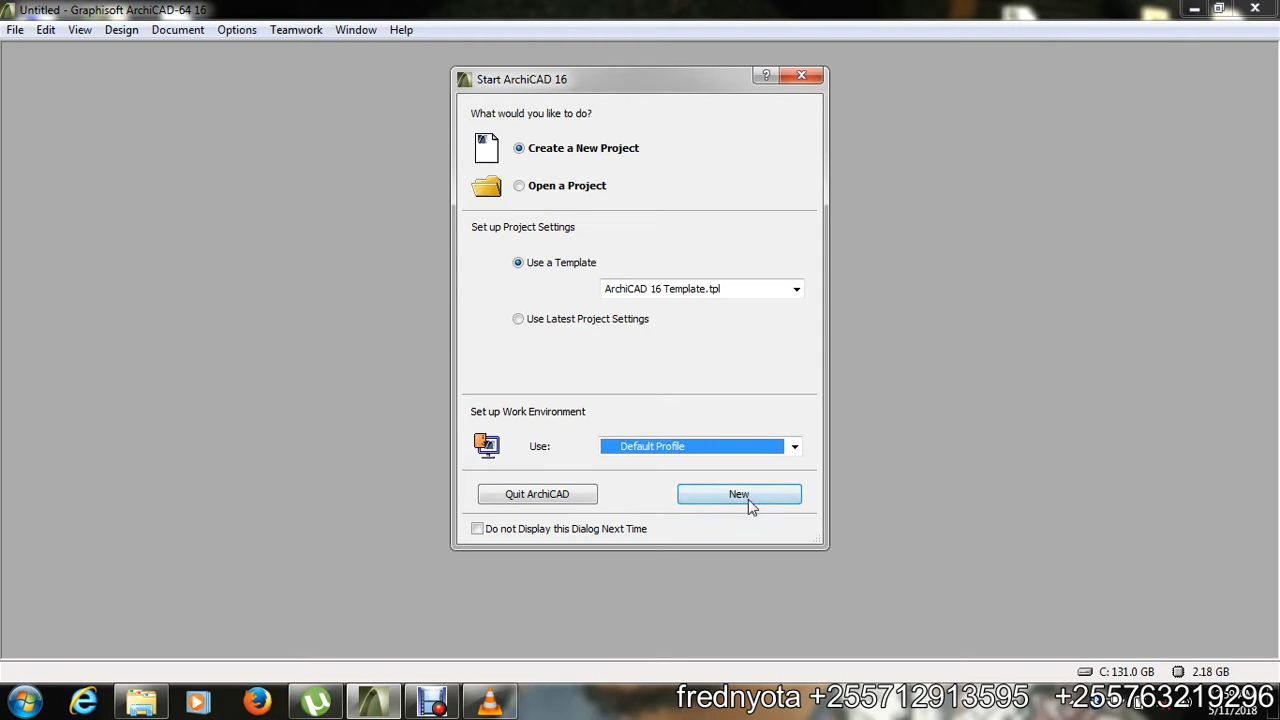 Untitled - Graphisoft ArchiCAD-64 16
File Edit View Design Document Options Teamwork Window Help
Start ArchiCAD 16
What would you like to do?
Create a New Project
Open a Project
Set up Project Settings
Use a Template
ArchiCAD 16 Template.tpl
Use Latest Project Settings
Set up Work Environment
Use: Default Profile
Quit ArchiCAD New
Do not Display this Dialog Next Time
C: 131.0 GB 2.18 GB
frednyota +255712913595 +255763219296
5/11/2018